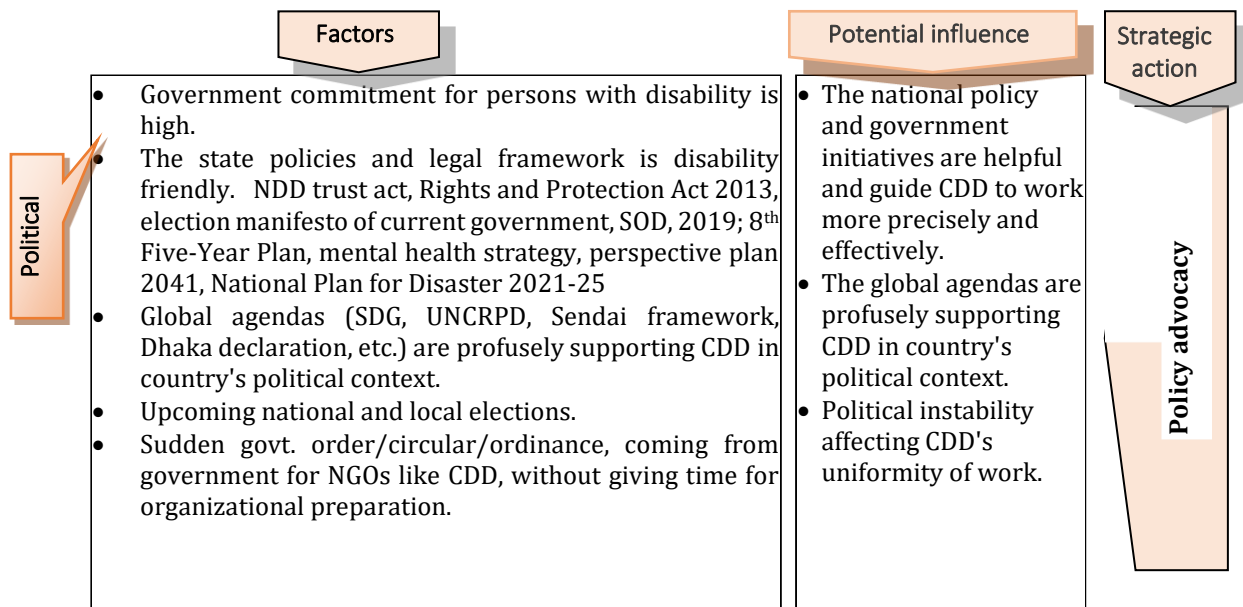 Factors
Potential influence
Strategic
action
Political
• Government commitment for persons with disability is
high.
• The state policies and legal framework is disability
friendly. NDD trust act, Rights and Protection Act 2013,
election manifesto of current government, SOD, 2019; 8th
Five-Year Plan, mental health strategy, perspective plan
2041, National Plan for Disaster 2021-25
• Global agendas (SDG, UNCRPD, Sendai framework,
Dhaka declaration, etc.) are profusely supporting CDD in
country's political context.
• Upcoming national and local elections.
• Sudden govt. order/circular/ordinance, coming from
government for NGOs like CDD, without giving time for
organizational preparation.
• The national policy
and government
initiatives are helpful
and guide CDD to work
more precisely and
effectively.
• The global agendas are
profusely supporting
CDD in country's
political context.
• Political instability
affecting CDD's
uniformity of work.
Policy advocacy